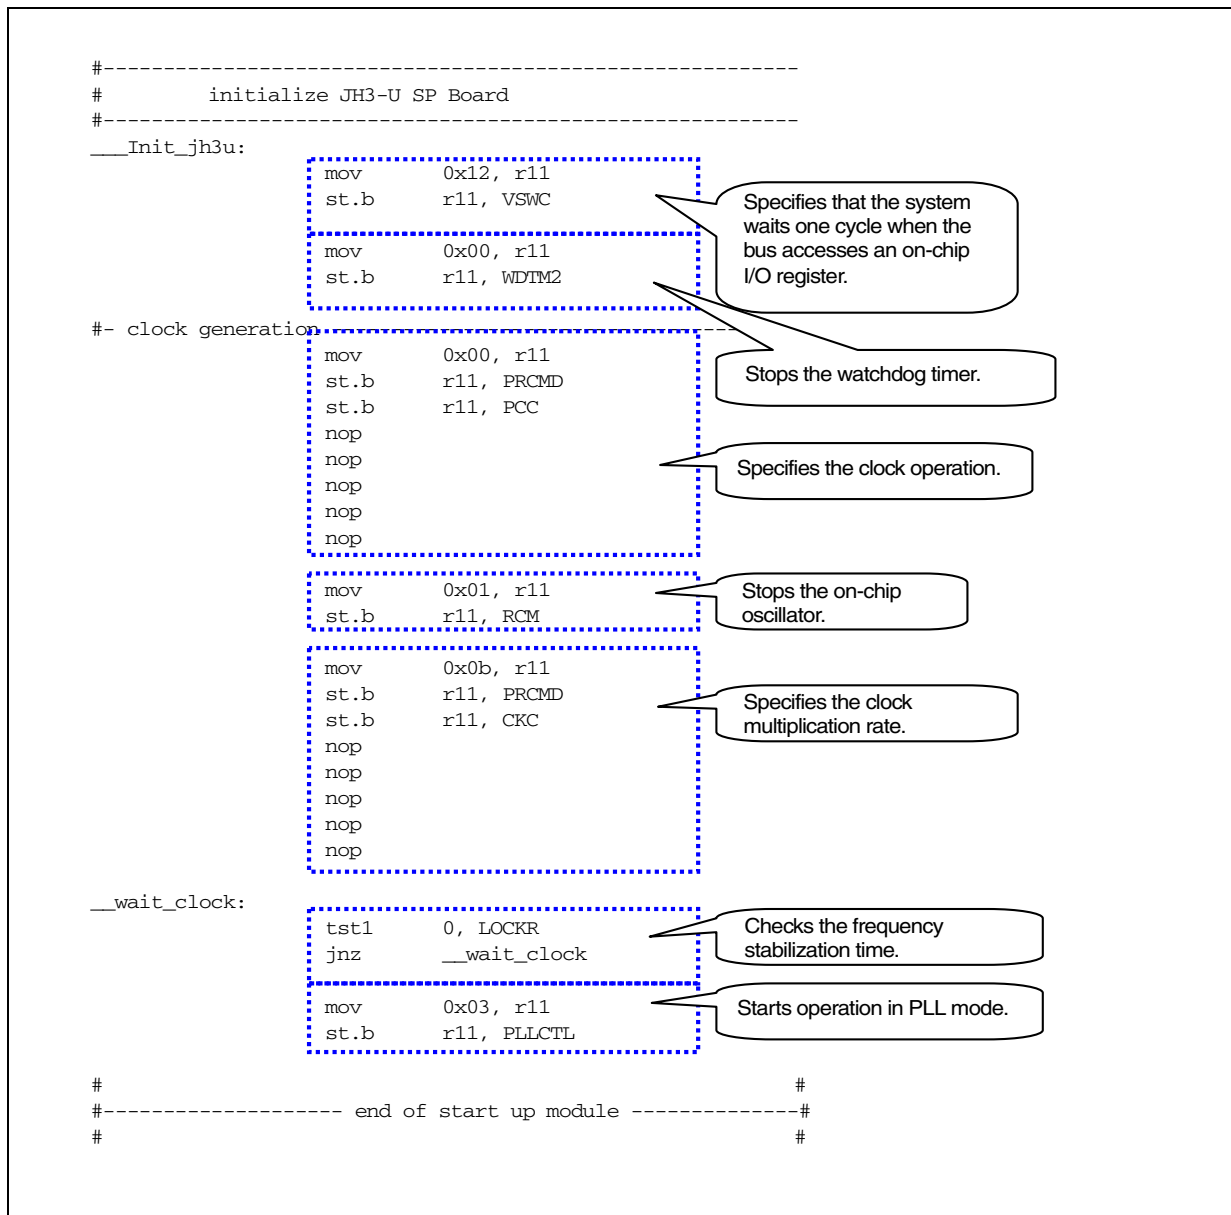 #----------------------------------------------------------
# initialize JH3-U SP Board
#----------------------------------------------------------
___Init_jh3u:
mov 0x12, r11
st.b r11, VSWC
Specifies that the system
waits one cycle when the
bus accesses an on-chip
I/O register.
mov 0x00, r11
st.b r11, WDTM2
Stops the watchdog timer.
#- clock generation ----------------------------------
mov 0x00, r11
st.b r11, PRCMD
st.b r11, PCC
nop
nop
nop
nop
nop
Specifies the clock operation.
mov 0x01, r11
st.b r11, RCM
Stops the on-chip
oscillator.
mov 0x0b, r11
st.b r11, PRCMD
st.b r11, CKC
nop
nop
nop
nop
nop
Specifies the clock
multiplication rate.
__wait_clock:
tst1 0, LOCKR
jnz __wait_clock
Checks the frequency
stabilization time.
mov 0x03, r11
st.b r11, PLLCTL
Starts operation in PLL mode.
# #
#-------------------- end of start up module --------------#
# #